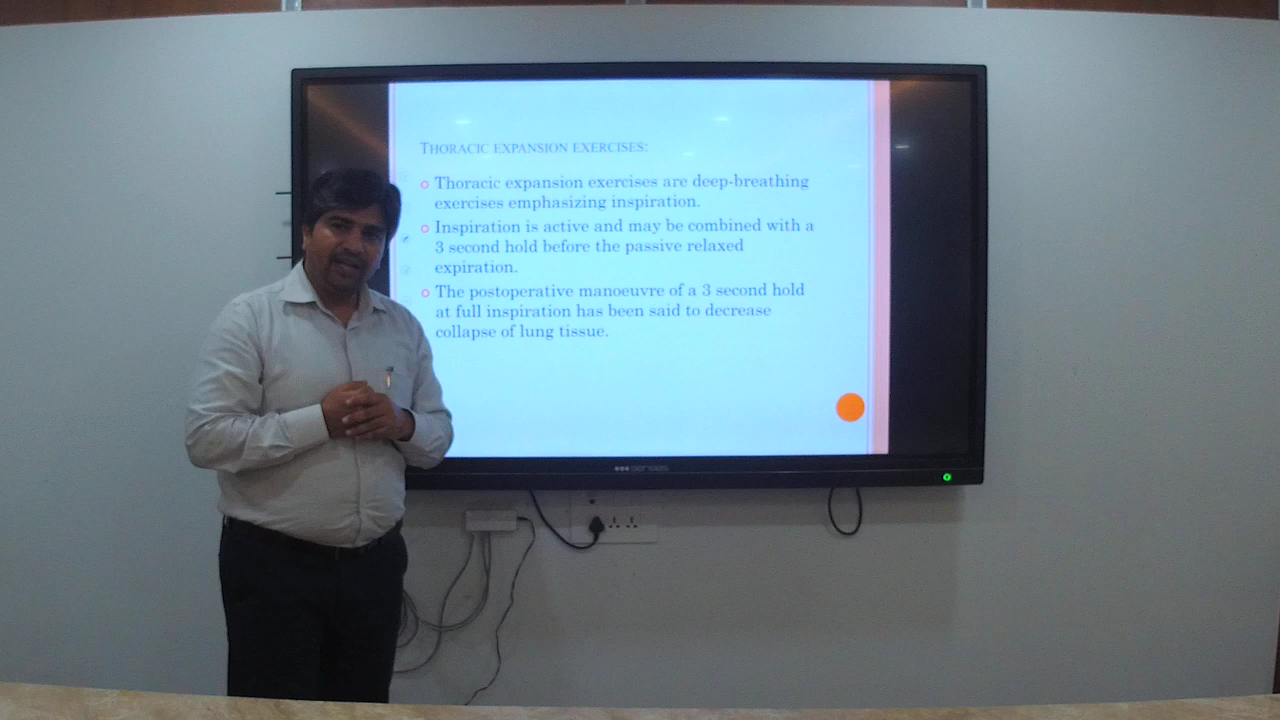 THORACIC EXPANSION EXERCISES:
Thoracic expansion exercises are deep-breathing
exercises emphasizing inspiration.
Inspiration is active and may be combined with a
3 second hold before the passive relaxed
expiration.
The postoperative manoeuvre of a 3 second hold
at full inspiration has been said to decrease
collapse of lung tissue.
senses